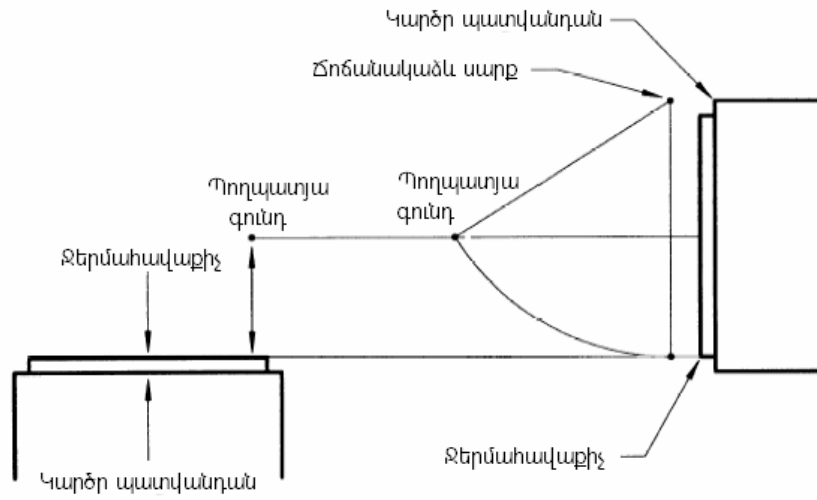 Կարծր պատվանդան
Ճոճանակաձև սարք
Պողպատյա
գունդ
Պողպատյա
գունդ
Ջերմահավաքիչ
Ջերմահավաքիչ
Կարծր պատվանդան